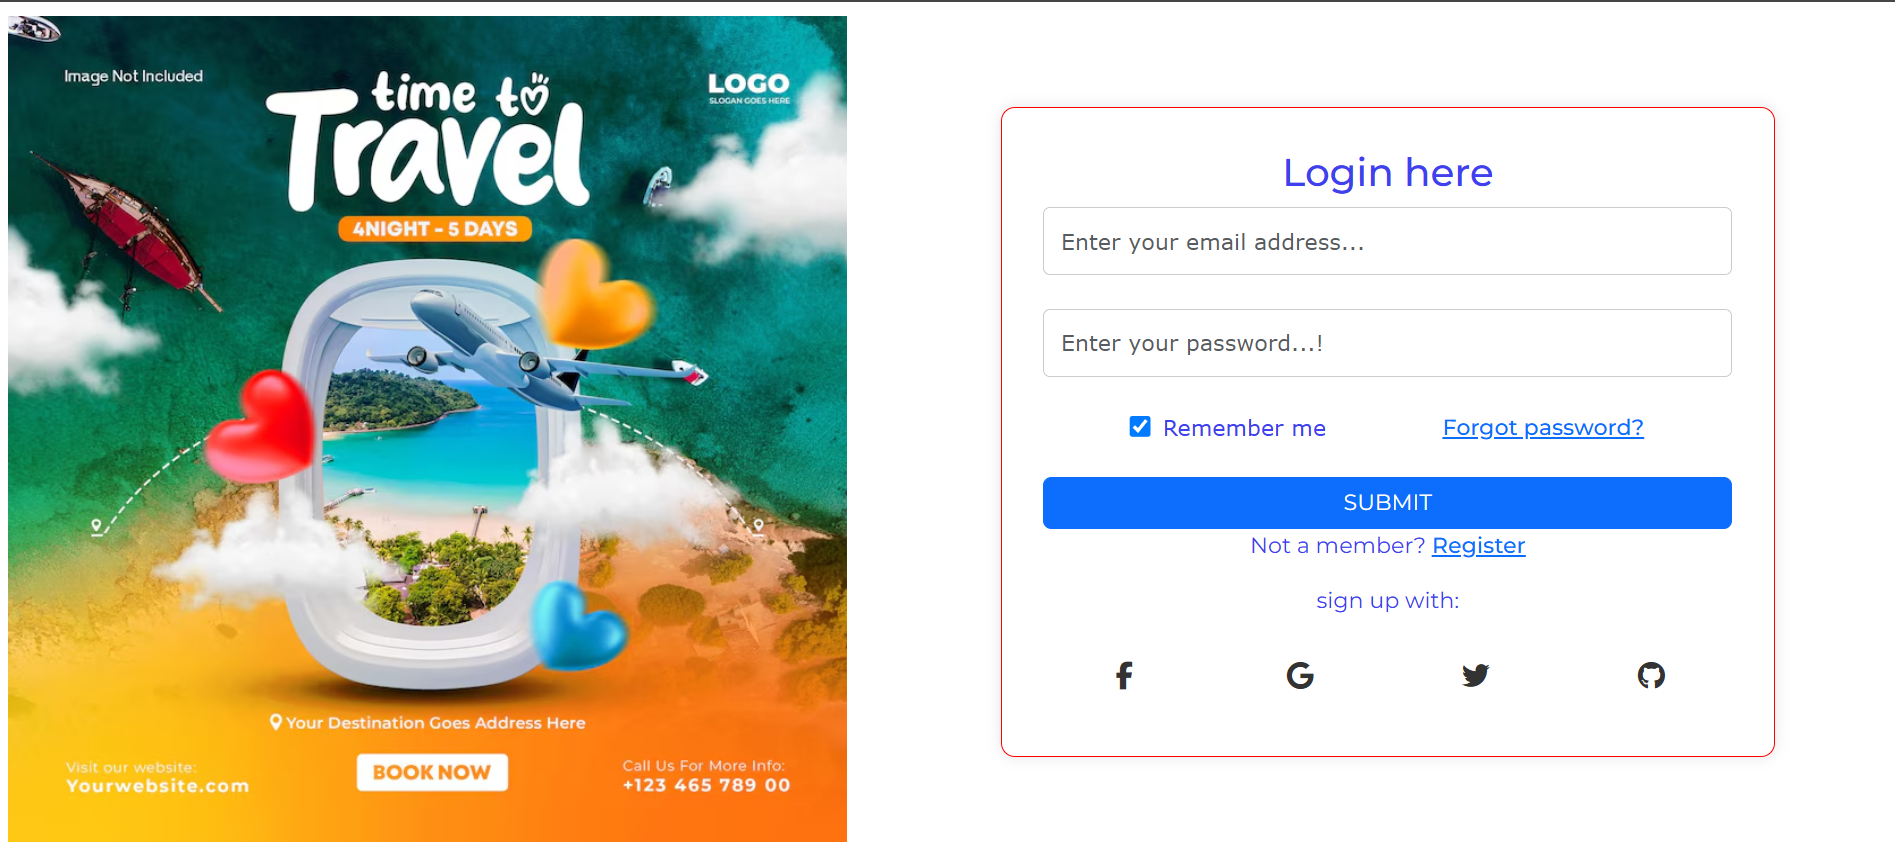 Image Not Included
time to
Travel
LOGO
SLOGAN GOES HERE
4NIGHT - 5 DAYS
Your Destination Goes Address Here
Visit our website:
Yourwebsite.com
BOOK NOW
Call Us For More Info:
+123 465 789 00
Login here
Enter your email address...
Enter your password...!
Remember me
Forgot password?
SUBMIT
Not a member? Register
sign up with: